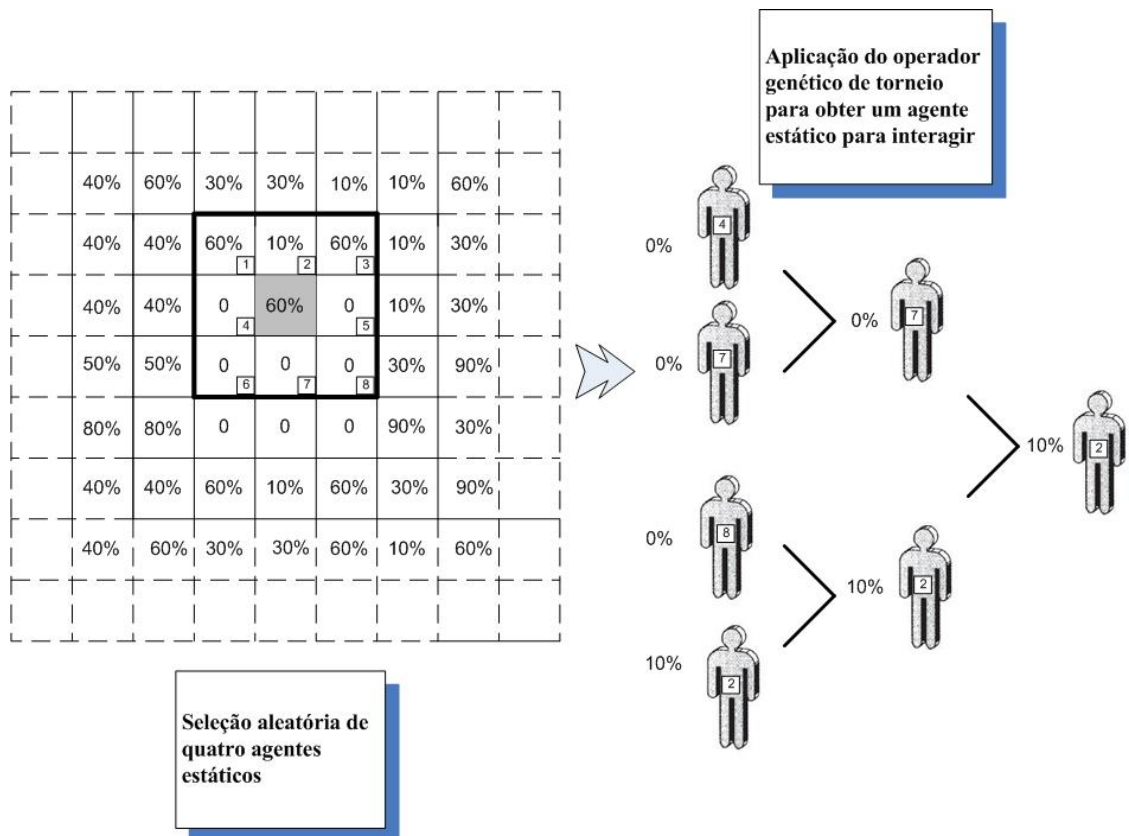 Aplicação do operador
genético de torneio
para obter um agente
estático para interagir
40% 60% 30% 30% 10% 10% 60%
40% 40% 60% 10% 60% 10% 30%
1 2 3
40% 40% 0 60% 0 10% 30%
4 5
50% 50% 0 0 0 30% 90%
6 7 8
80% 80% 0 0 0 90% 30%
40% 40% 60% 10% 60% 30% 90%
40% 60% 30% 30% 60% 10% 60%
0% 4
0% 7
0% 7
0% 8
10% 2
10% 2
10% 2
Seleção aleatória de
quatro agentes
estáticos